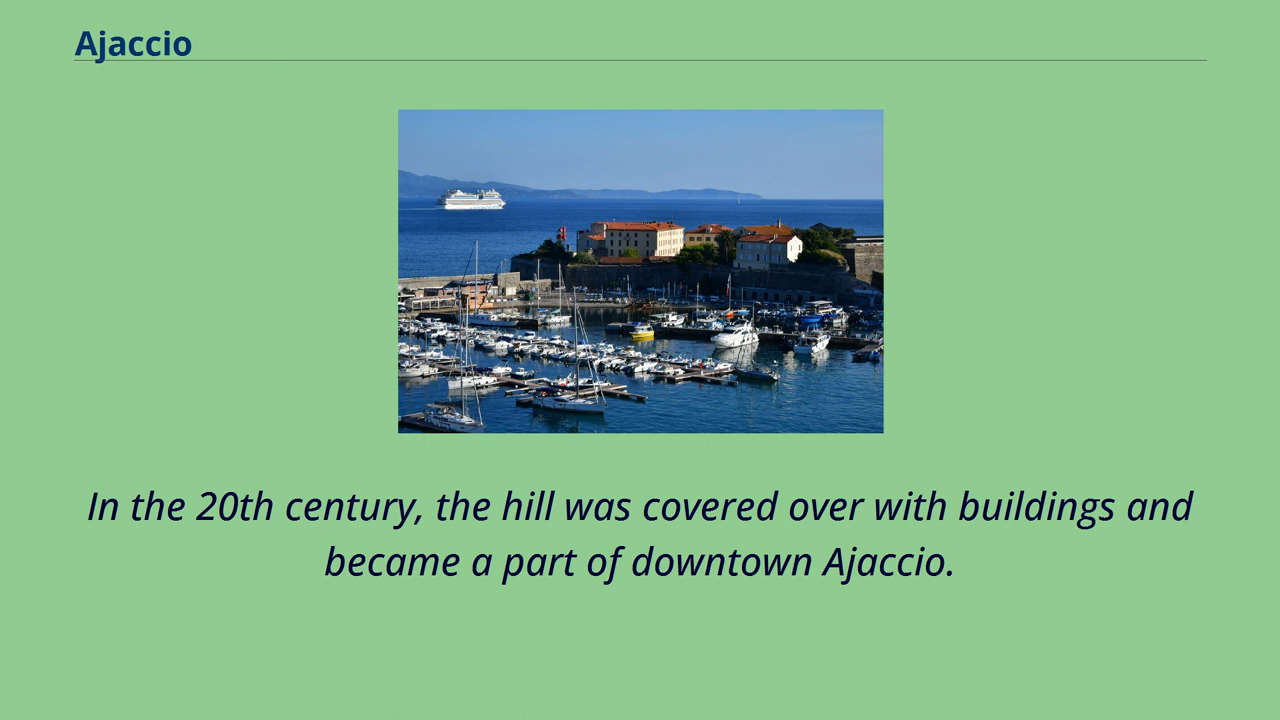 Ajaccio
In the 20th century, the hill was covered over with buildings and
became a part of downtown Ajaccio.